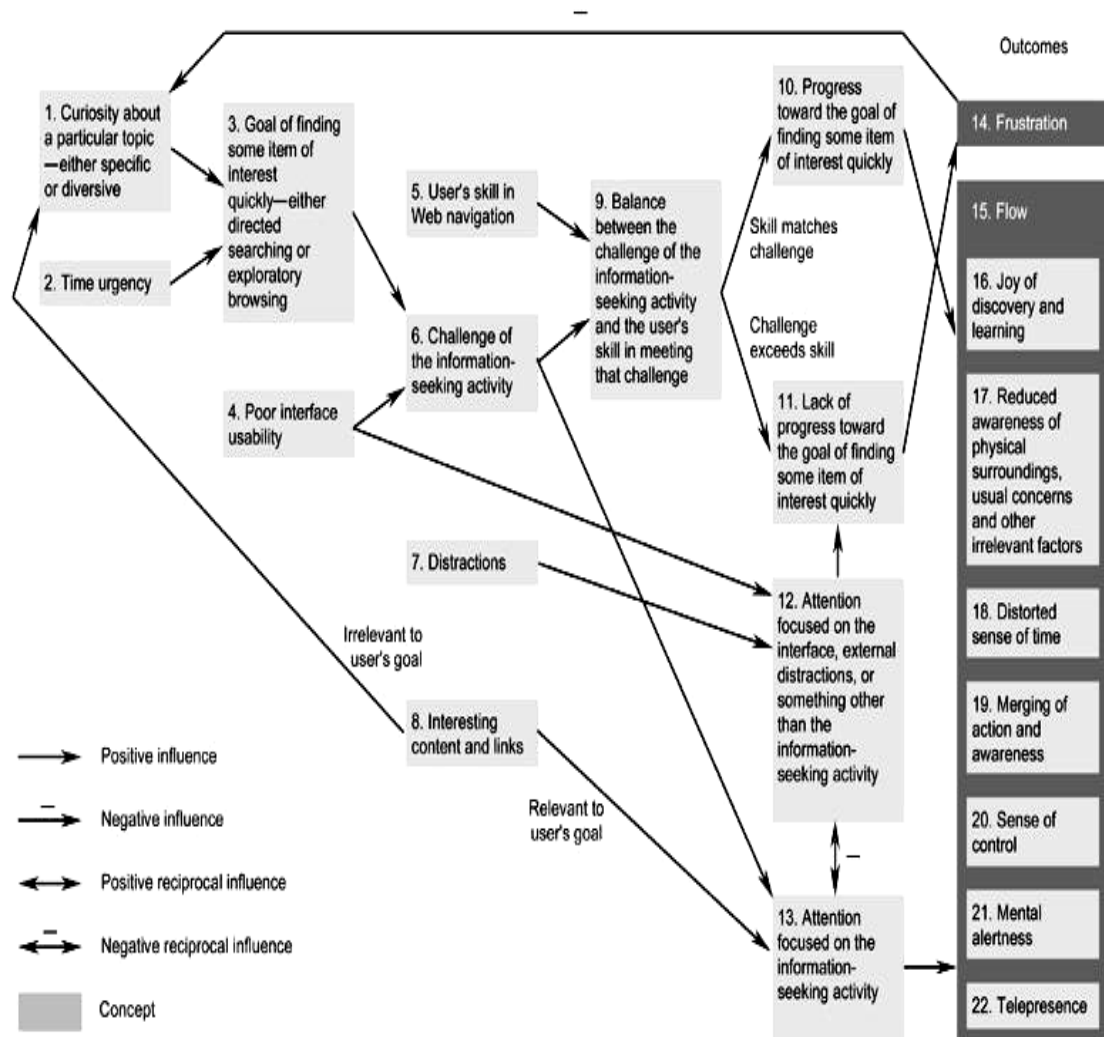 –
Outcomes
1. Curiosity about
a particular topic
—either specific
or diversive
2. Time urgency
3. Goal of finding
some item of
interest
quickly—either
directed
searching or
exploratory
browsing
4. Poor interface
usability
5. User's skill in
Web navigation
6. Challenge of
the information-
seeking activity
7. Distractions
8. Interesting
content and links
Irrelevant to
user's goal
Relevant to
user's goal
9. Balance
between the
challenge of the
information-
seeking activity
and the user's
skill in meeting
that challenge
Skill matches
challenge
Challenge
exceeds skill
10. Progress
toward the goal of
finding some item
of interest quickly
11. Lack of
progress toward
the goal of finding
some item of
interest quickly
12. Attention
focused on the
interface, external
distractions, or
something other
than the
information-
seeking activity
–
13. Attention
focused on the
information-
seeking activity
14. Frustration
15. Flow
16. Joy of
discovery and
learning
17. Reduced
awareness of
physical
surroundings,
usual concerns
and other
irrelevant factors
18. Distorted
sense of time
19. Merging of
action and
awareness
20. Sense of
control
21. Mental
alertness
22. Telepresence
Positive influence
–
Negative influence
Positive reciprocal influence
–
Negative reciprocal influence
Concept